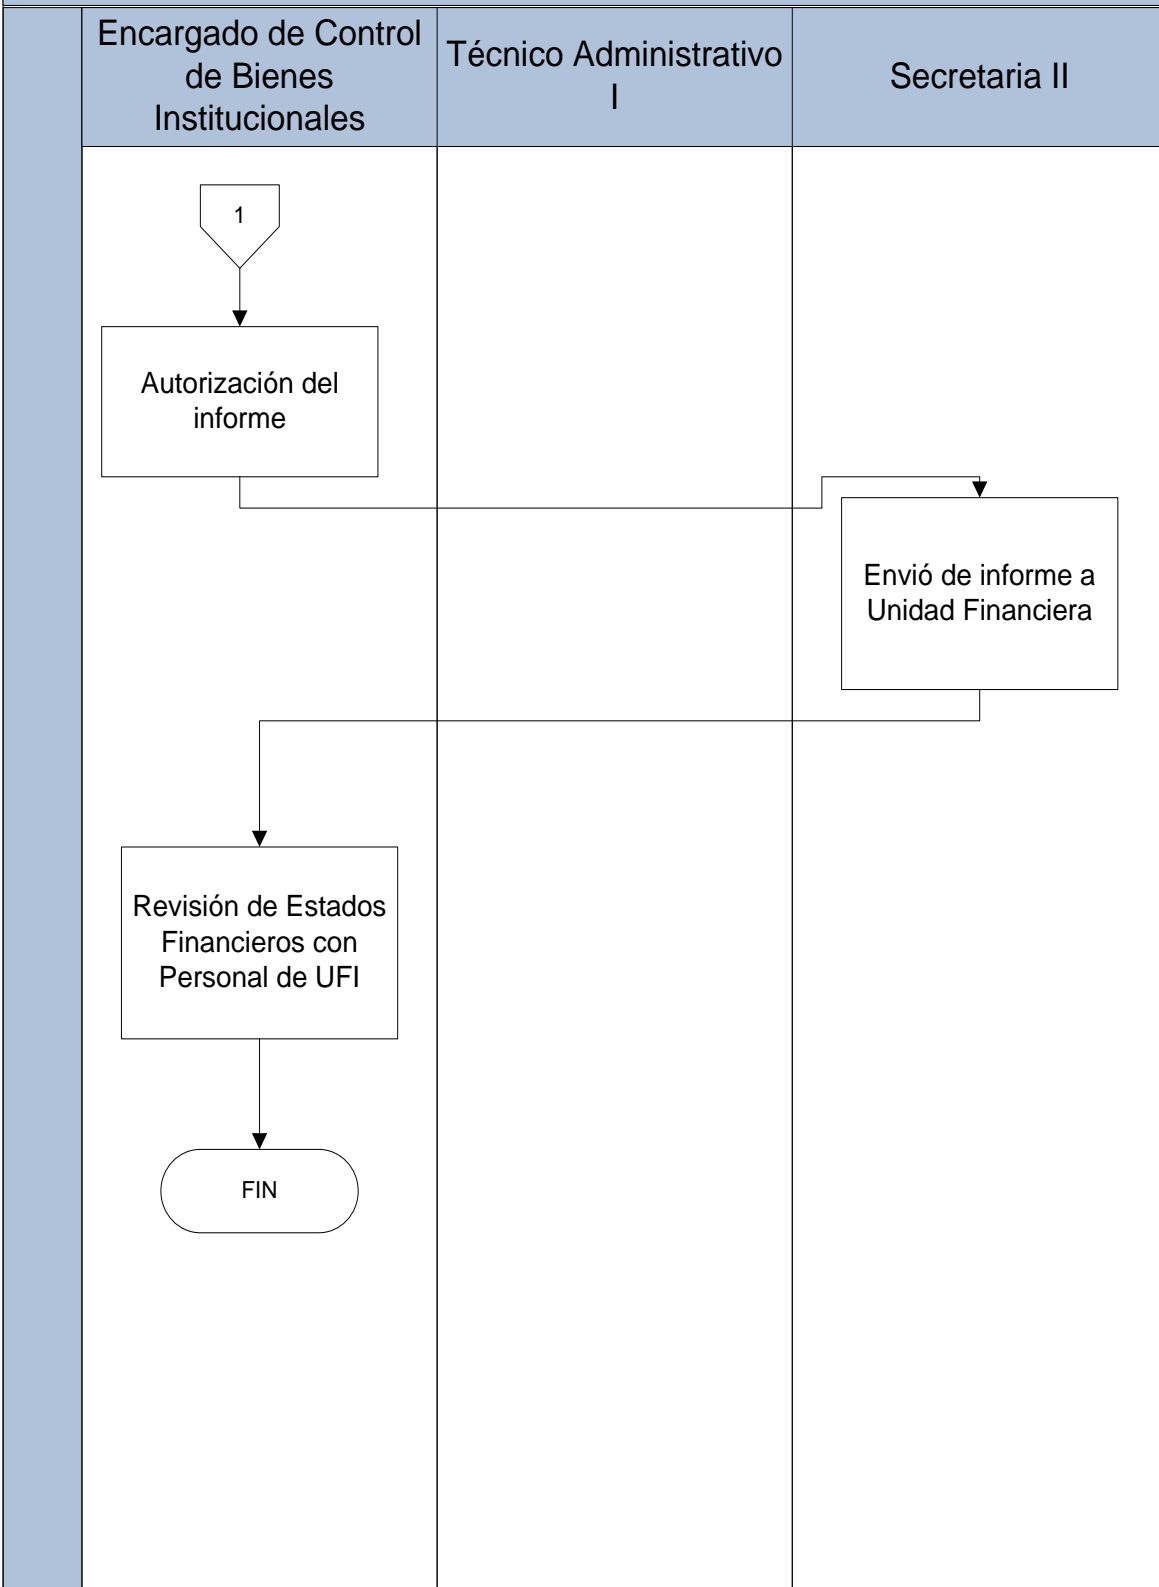 Encargado de Control
de Bienes
Institucionales
Técnico Administrativo
I
Secretaria II
1
Autorización del
informe
Envió de informe a
Unidad Financiera
Revisión de Estados
Financieros con
Personal de UFI
FIN